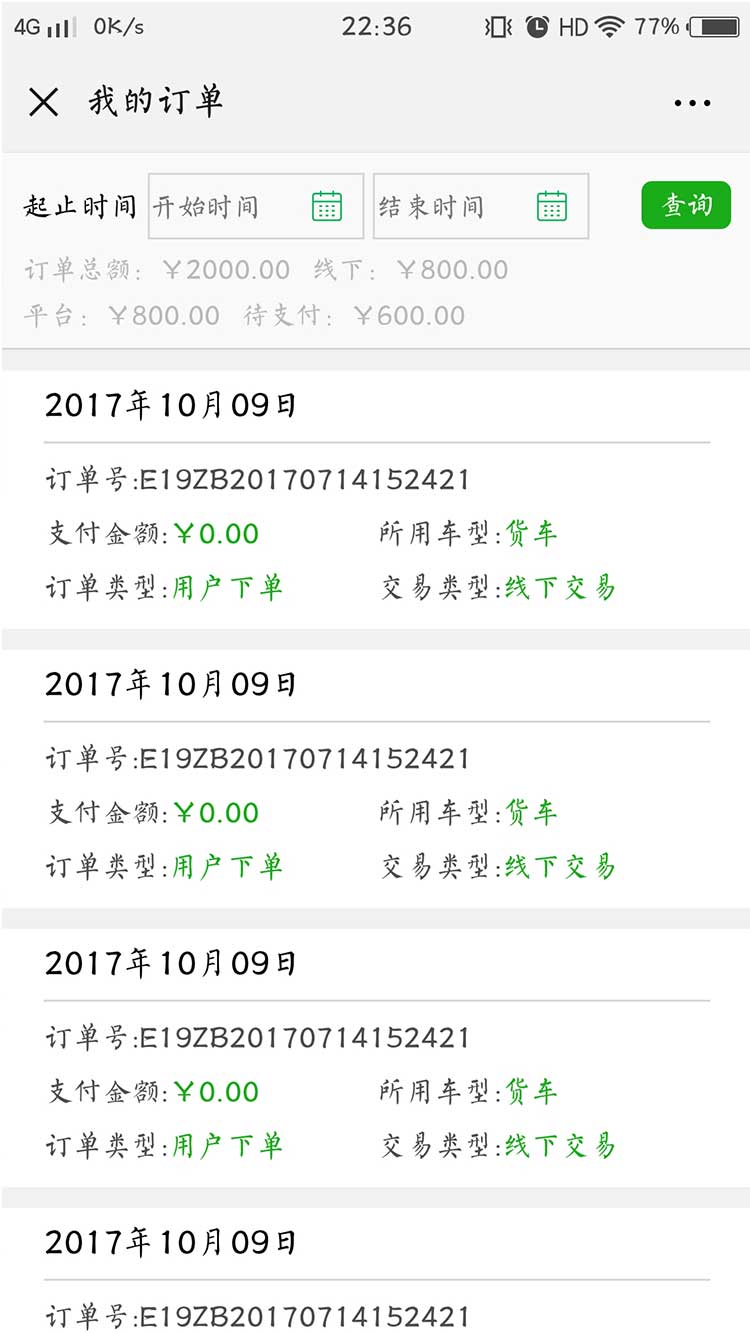 4G 0K/s 22:36 HD 77%
我的订单
起止时间 开始时间 结束时间 查询
订单总额：￥2000.00 线下：￥800.00
平台：￥800.00 待支付：￥600.00
2017年10月09日
订单号:E19ZB20170714152421
支付金额:￥0.00 所用车型:货车
订单类型:用户下单 交易类型:线下交易
2017年10月09日
订单号:E19ZB20170714152421
支付金额:￥0.00 所用车型:货车
订单类型:用户下单 交易类型:线下交易
2017年10月09日
订单号:E19ZB20170714152421
支付金额:￥0.00 所用车型:货车
订单类型:用户下单 交易类型:线下交易
2017年10月09日
订单号:E19ZB20170714152421